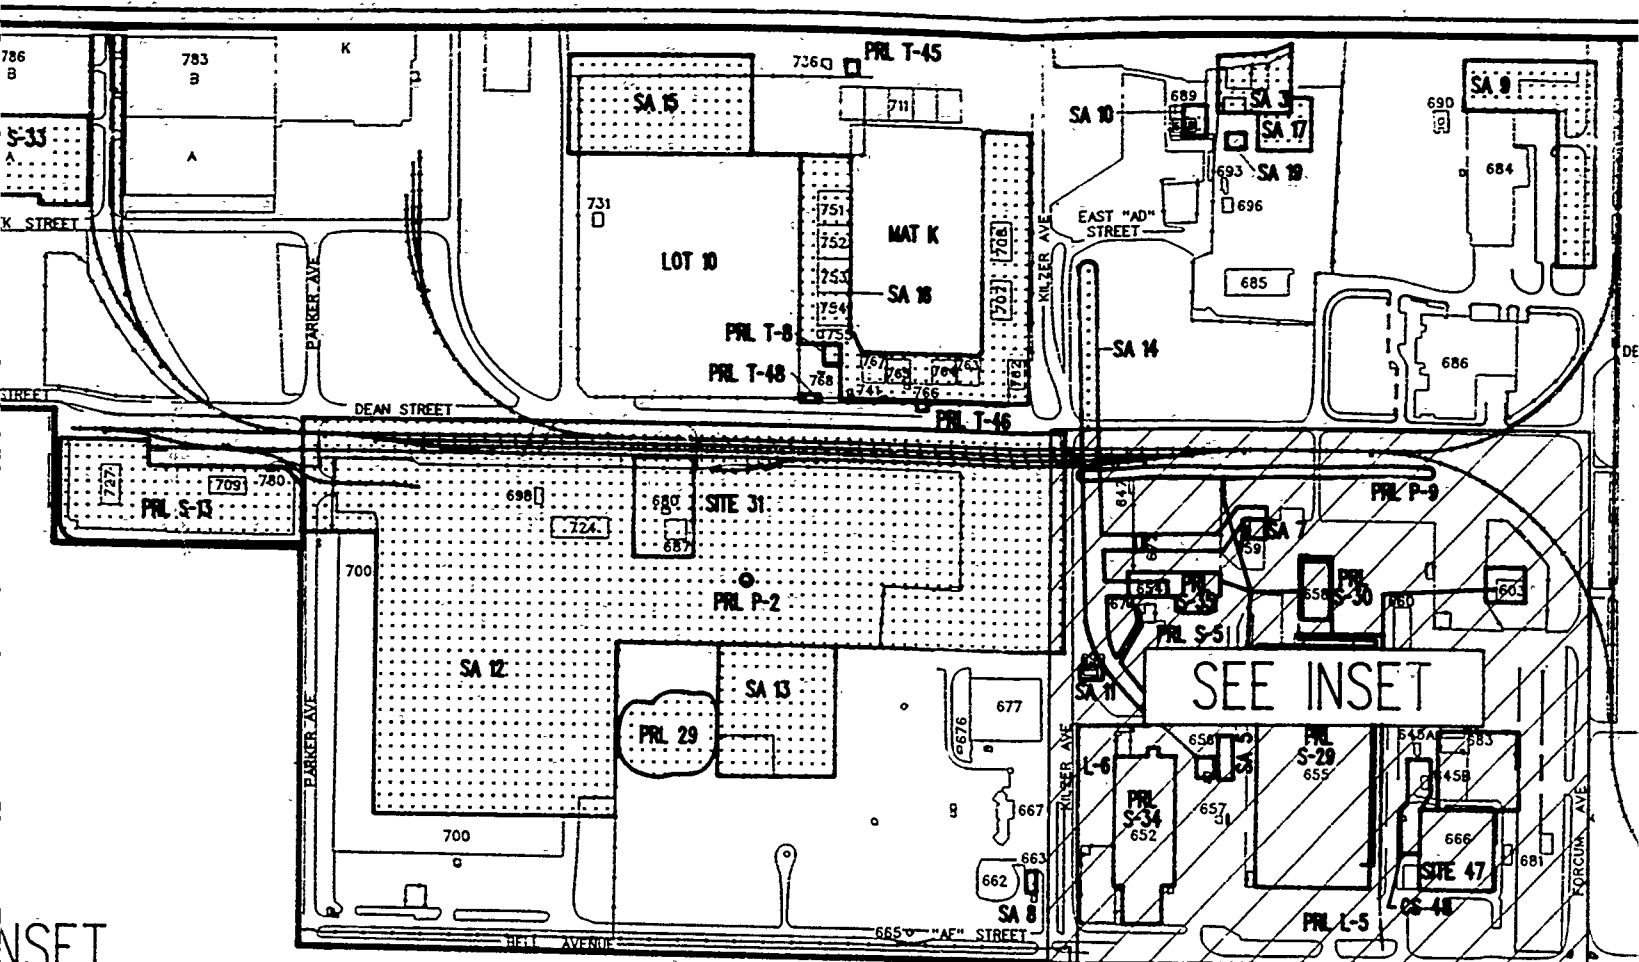 786
B
783
B
K
S-33
A
A
K STREET
PARKER AVE
STREET
DEAN STREET
SA 15
736
PRL T-45
711
731
LOT 10
751
752
753
754
755
MAT K
SA 16
708
707
PRL T-8
PRL T-48
768
767
763
764
741
766
782
PRL T-46
KILZER AVE
SA 10
689
SA 3
SA 17
SA 19
693
696
EAST "AD"
STREET
685
SA 14
690
SA 9
684
686
DE
727
709
780
PRL S-13
698
724
680
687
SITE 31
PRL P-2
700
SA 12
SA 13
PRL 29
PARKER AVE
700
677
676
667
663
662
SA 8
665
"AF" STREET
BELL AVENUE
NSET
PRL P-9
SA 7
654
PRL
S-35
PRL S-5
658
PRL
S-30
660
603
SA 11
SEE INSET
KILZER AVE
L-6
PRL
S-34
652
656
SA 5
657
PRL
S-29
655
645A
683
645B
666
SITE 47
681
CS 48
PRL L-5
FORCUM AVE